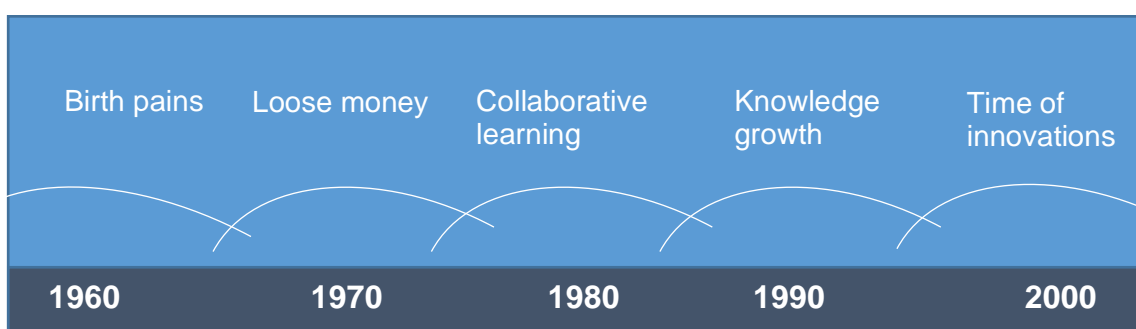 Birth pains
Loose money
Collaborative
learning
Knowledge
growth
Time of
innovations
1960
1970
1980
1990
2000